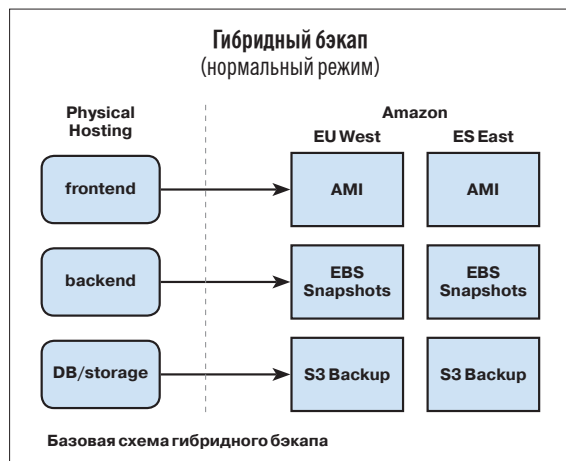 Гибридный бэкап
(нормальный режим)
Physical
Hosting
Amazon
EU West
ES East
frontend
AMI
AMI
backend
EBS
Snapshots
EBS
Snapshots
DB/storage
S3 Backup
S3 Backup
Базовая схема гибридного бэкапа